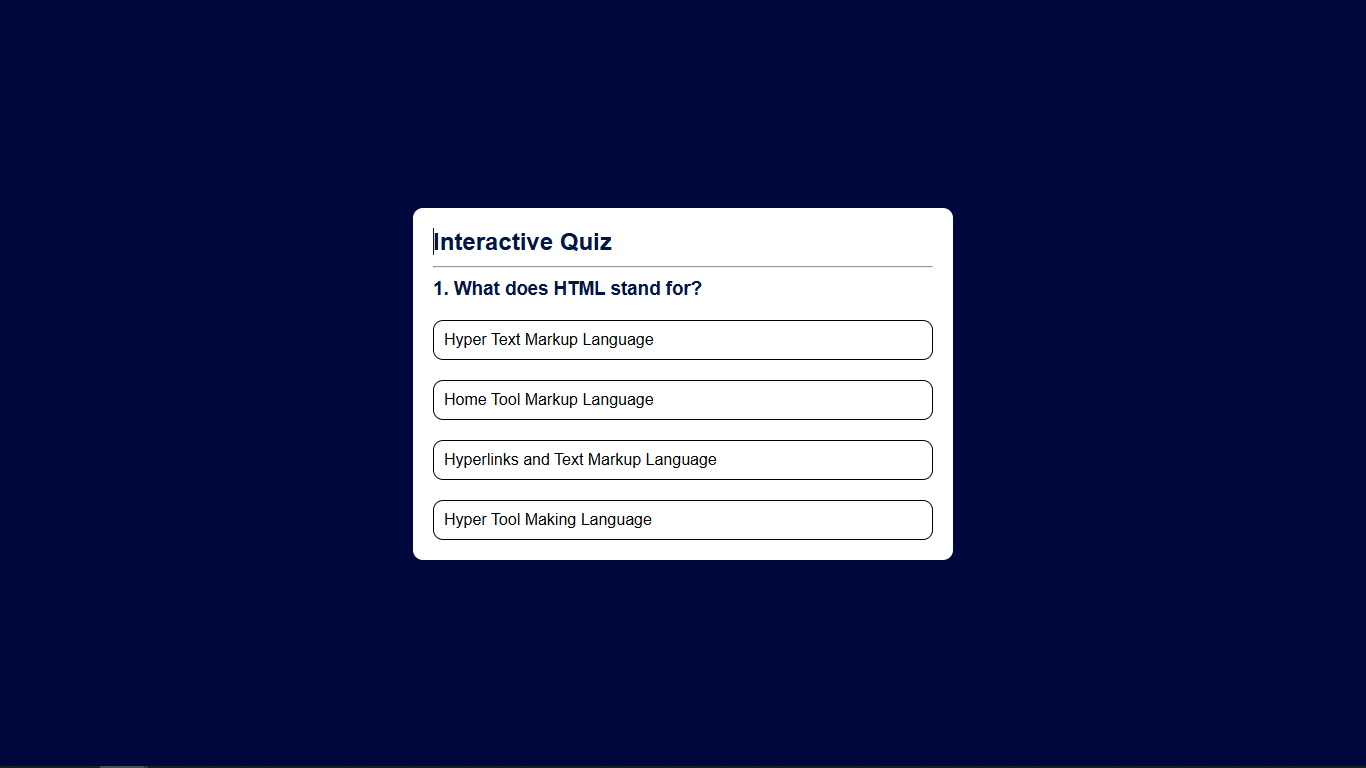 Interactive Quiz
1. What does HTML stand for?
Hyper Text Markup Language
Home Tool Markup Language
Hyperlinks and Text Markup Language
Hyper Tool Making Language